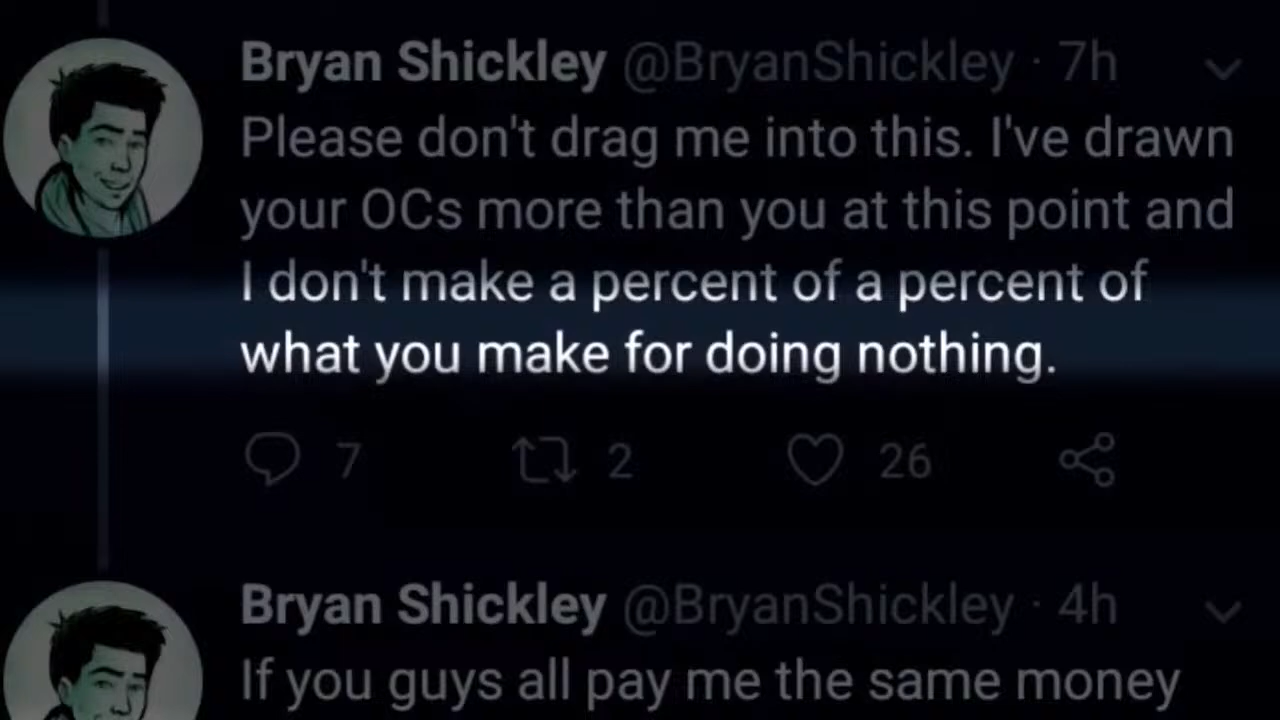 Bryan Shickley @BryanShickley · 7h
Please don't drag me into this. I've drawn
your OCs more than you at this point and
I don't make a percent of a percent of
what you make for doing nothing.
7 2 26
Bryan Shickley @BryanShickley · 4h
If you guys all pay me the same money